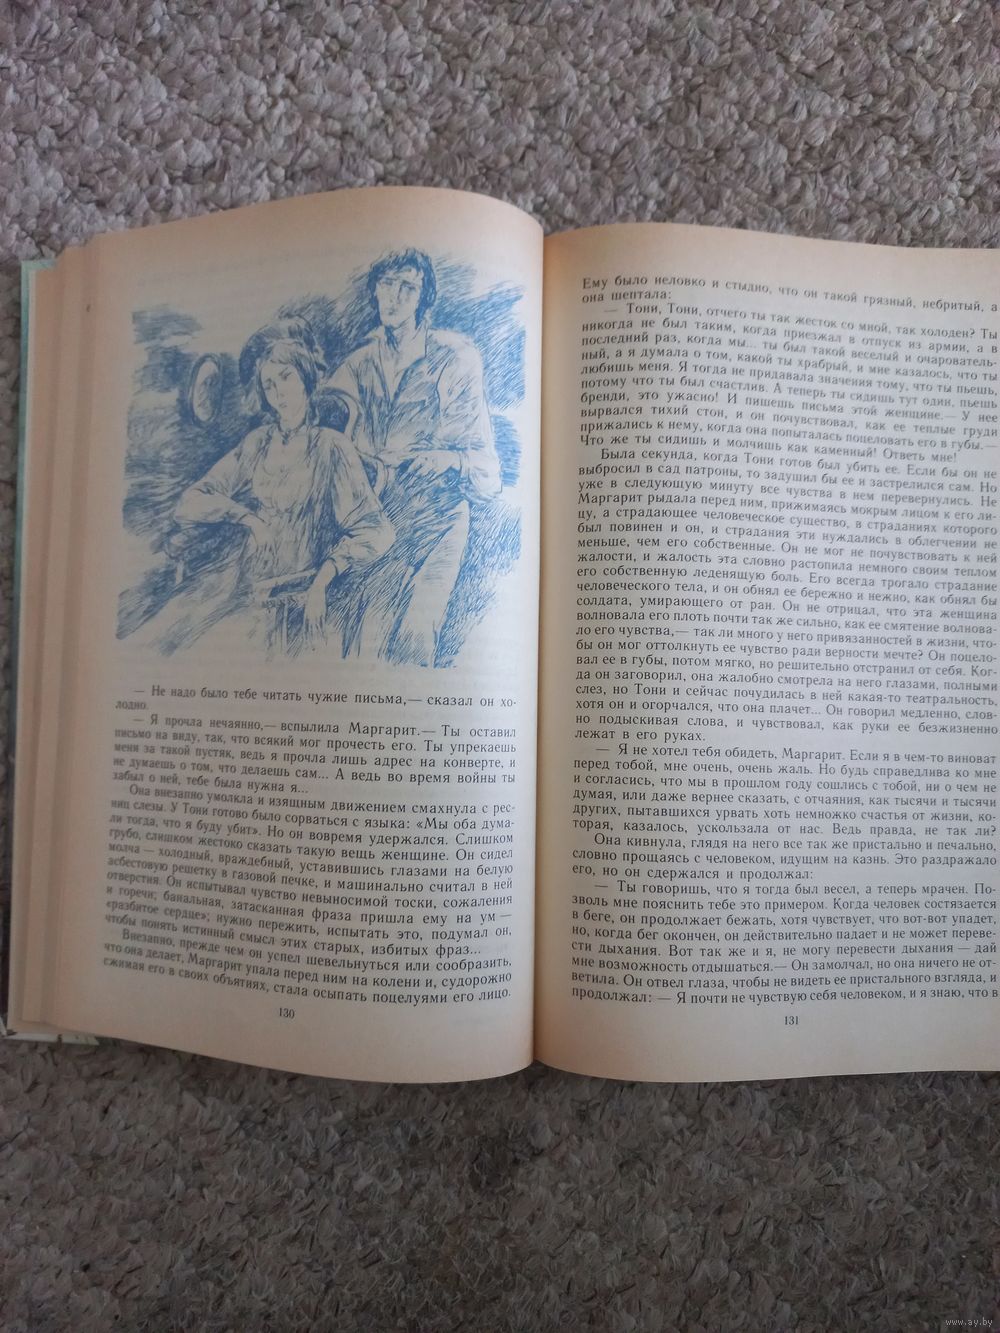 — Не надо было тебе читать чужие письма,— сказал он хо-
лодно.
— Я прочла нечаянно,— вспылила Маргарит.— Ты оставил
письмо на виду, так, что всякий мог прочесть его. Ты упрекаешь
меня за такой пустяк, ведь я прочла лишь адрес на конверте, и
не думаешь о том, что делаешь сам... А ведь во время войны ты
забыл о ней, тебе была нужна я...
Она внезапно умолкла и изящным движением смахнула с рес-
ниц слезы. У Тони готово было сорваться с языка: «Мы оба дума-
ли тогда, что я буду убит». Но он вовремя удержался. Слишком
грубо, слишком жестоко сказать такую вещь женщине. Он сидел
молча — холодный, враждебный, уставившись глазами на белую
асбестовую решетку в газовой печке, и машинально считал в ней
отверстия. Он испытывал чувство невыносимой тоски, сожаления
и горечи; банальная, затасканная фраза пришла ему на ум —
«разбитое сердце»; нужно пережить, испытать это, подумал он,
чтобы понять истинный смысл этих старых, избитых фраз...
Внезапно, прежде чем он успел шевельнуться или сообразить,
что она делает, Маргарит упала перед ним на колени и, судорожно
сжимая его в своих объятиях, стала осыпать поцелуями его лицо.
130
Ему было неловко и стыдно, что он такой грязный, небритый, а
она шептала:
— Тони, Тони, отчего ты так жесток со мной, так холоден? Ты
никогда не был таким, когда приезжал в отпуск из армии, а в
последний раз, когда мы... ты был такой веселый и очарователь-
ный, а я думала о том, какой ты храбрый, и мне казалось, что ты
любишь меня. Я тогда не придавала значения тому, что ты пьешь,
потому что ты был счастлив. А теперь ты сидишь тут один, пьешь
бренди, это ужасно! И пишешь письма этой женщине.— У нее
вырвался тихий стон, и он почувствовал, как ее теплые груди
прижались к нему, когда она попыталась поцеловать его в губы.—
Что же ты сидишь и молчишь как каменный! Ответь мне!
Была секунда, когда Тони готов был убить ее. Если бы он не
выбросил в сад патроны, то задушил бы ее и застрелился сам. Но
уже в следующую минуту все чувства в нем перевернулись. Не
Маргарит рыдала перед ним, прижимаясь мокрым лицом к его ли-
цу, а страдающее человеческое существо, в страданиях которого
был повинен и он, и страдания эти нуждались в облегчении не
меньше, чем его собственные. Он не мог не почувствовать к ней
жалости, и жалость эта словно растопила немного своим теплом
его собственную леденящую боль. Его всегда трогало страдание
человеческого тела, и он обнял ее бережно и нежно, как обнял бы
солдата, умирающего от ран. Он не отрицал, что эта женщина
волновала его плоть почти так же сильно, как ее смятение волнова-
ло его чувства,— так ли много у него привязанностей в жизни, что-
бы он мог оттолкнуть ее чувство ради верности мечте? Он поцело-
вал ее в губы, потом мягко, но решительно отстранил от себя. Ког-
да он заговорил, она жалобно смотрела на него глазами, полными
слез, но Тони и сейчас почудилась в ней какая-то театральность,
хотя он и огорчался, что она плачет... Он говорил медленно, слов-
но подыскивая слова, и чувствовал, как руки ее безжизненно
лежат в его руках.
— Я не хотел тебя обидеть, Маргарит. Если я в чем-то виноват
перед тобой, мне очень, очень жаль. Но будь справедлива ко мне
и согласись, что мы в прошлом году сошлись с тобой, ни о чем не
думая, или даже вернее сказать, с отчаяния, как тысячи и тысячи
других, пытавшихся урвать хоть немножко счастья от жизни, ко-
торая, казалось, ускользала от нас. Ведь правда, не так ли?
Она кивнула, глядя на него все так же пристально и печально,
словно прощаясь с человеком, идущим на казнь. Это раздражало
его, но он сдержался и продолжал:
— Ты говоришь, что я тогда был весел, а теперь мрачен. По-
зволь мне пояснить тебе это примером. Когда человек состязается
в беге, он продолжает бежать, хотя чувствует, что вот-вот упадет,
но, когда бег окончен, он действительно падает и не может переве-
сти дыхания. Вот так же и я, не могу перевести дыхания — дай
мне возможность отдышаться.— Он замолчал, но она ничего не от-
ветила. Он отвел глаза, чтобы не видеть ее пристального взгляда, и
продолжал: — Я почти не чувствую себя человеком, и я знаю, что в
131
www.ay.by